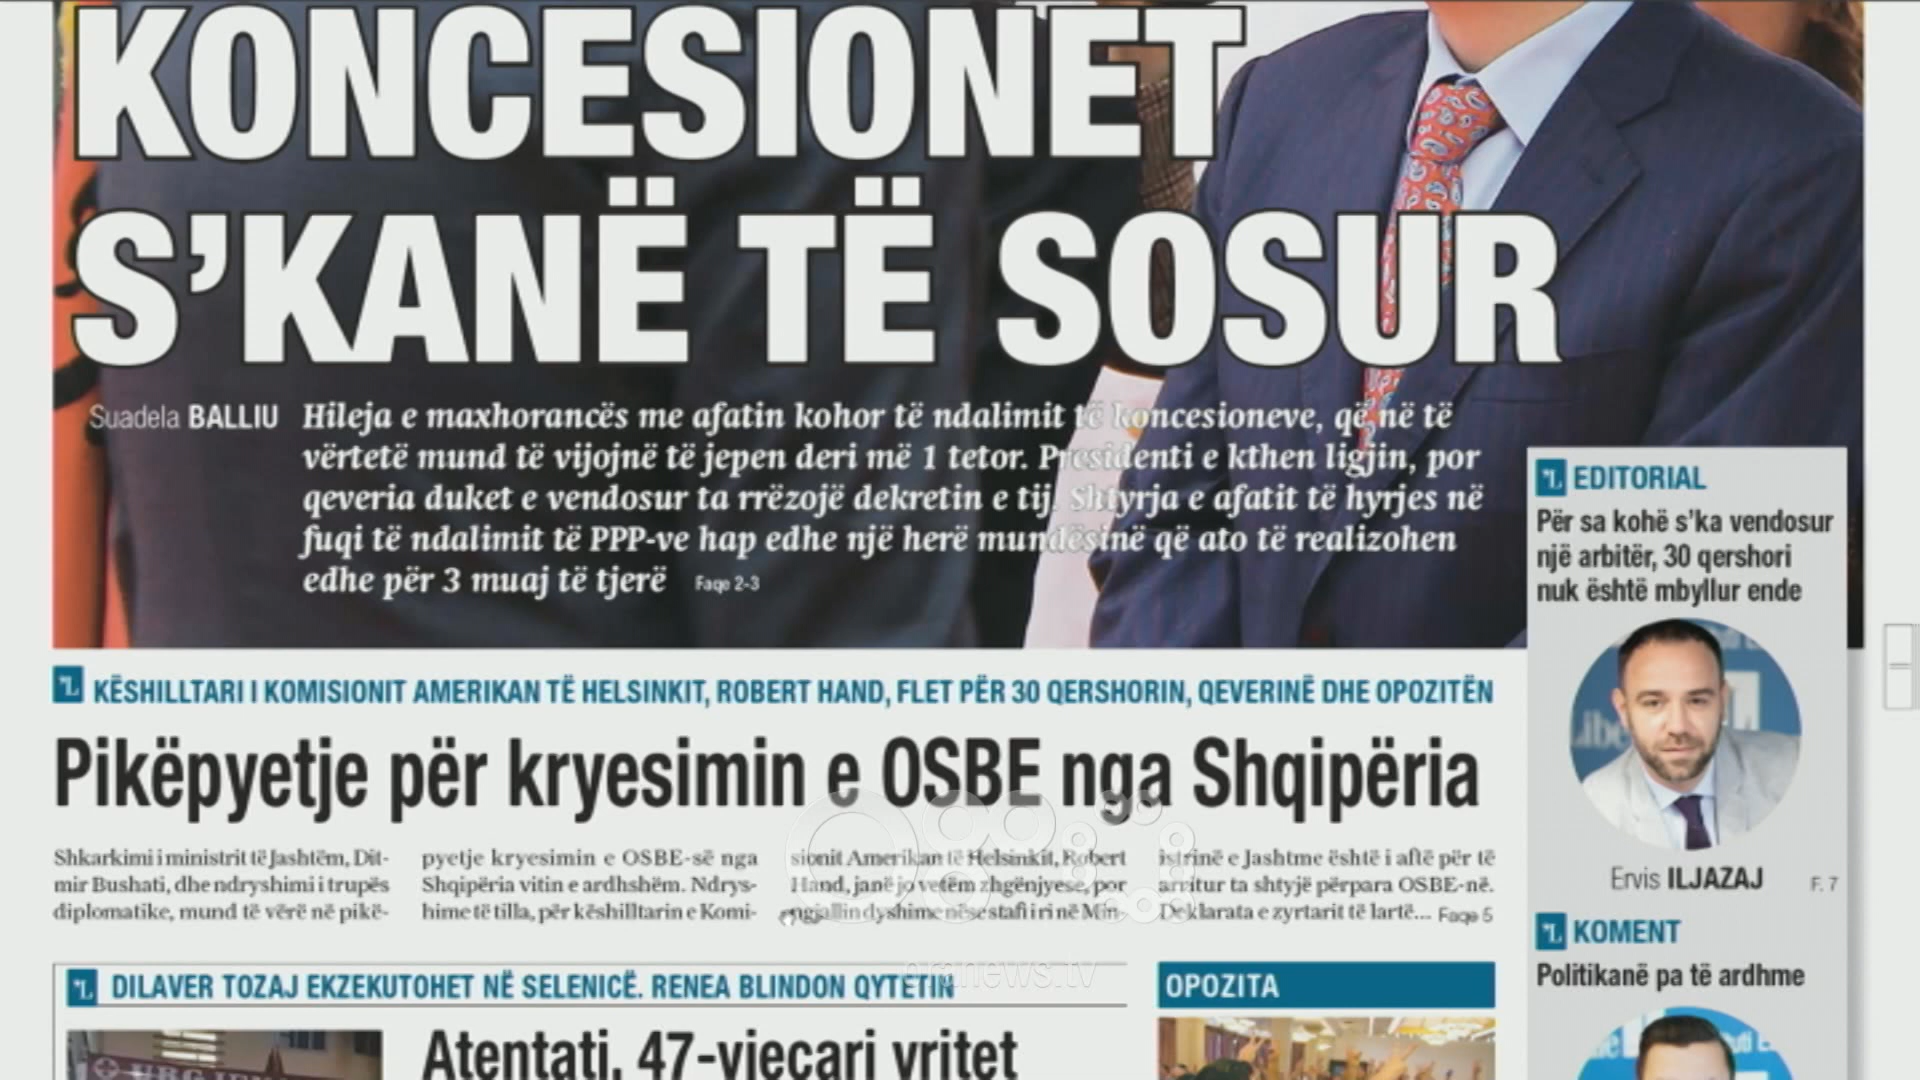 KONCESIONET
S'KANË TË SOSUR
Suadela BALLIU
Hileja e maxhorancës me afatin kohor të ndalimit të koncesioneve, që në të
vërtetë mund të vijojnë të jepen deri më 1 tetor. Presidenti e kthen ligjin, por
qeveria duket e vendosur ta rrëzojë dekretin e tij. Shtyrja e afatit të hyrjes në
fuqi të ndalimit të PPP-ve hap edhe një herë mundësinë që ato të realizohen
edhe për 3 muaj të tjerë Faqe 2-3
EDITORIAL
Për sa kohë s'ka vendosur
një arbitër, 30 qershori
nuk është mbyllur ende
Ervis ILJAZAJ F. 7
KOMENT
Politikanë pa të ardhme
KËSHILLTARI I KOMISIONIT AMERIKAN TË HELSINKIT, ROBERT HAND, FLET PËR 30 QERSHORIN, QEVERINË DHE OPOZITËN
Pikëpyetje për kryesimin e OSBE nga Shqipëria
Shkarkimi i ministrit të Jashtëm, Dit-
mir Bushati, dhe ndryshimi i trupës
diplomatike, mund të vërë në pikë-
pyetje kryesimin e OSBE-së nga
Shqipëria vitin e ardhshëm. Ndrys-
hime të tilla, për këshilltarin e Komi-
sionit Amerikan të Helsinkit, Robert
Hand, janë jo vetëm zhgënjyese, por
ngjallin dyshime nëse stafi i ri në Min-
istrinë e Jashtme është i aftë për të
arritur ta shtyjë përpara OSBE-në.
Deklarata e zyrtarit të lartë... Faqe 5
oranews.tv
DILAVER TOZAJ EKZEKUTOHET NË SELENICË. RENEA BLINDON QYTETIN
Atentati, 47-vjeçari vritet
OPOZITA